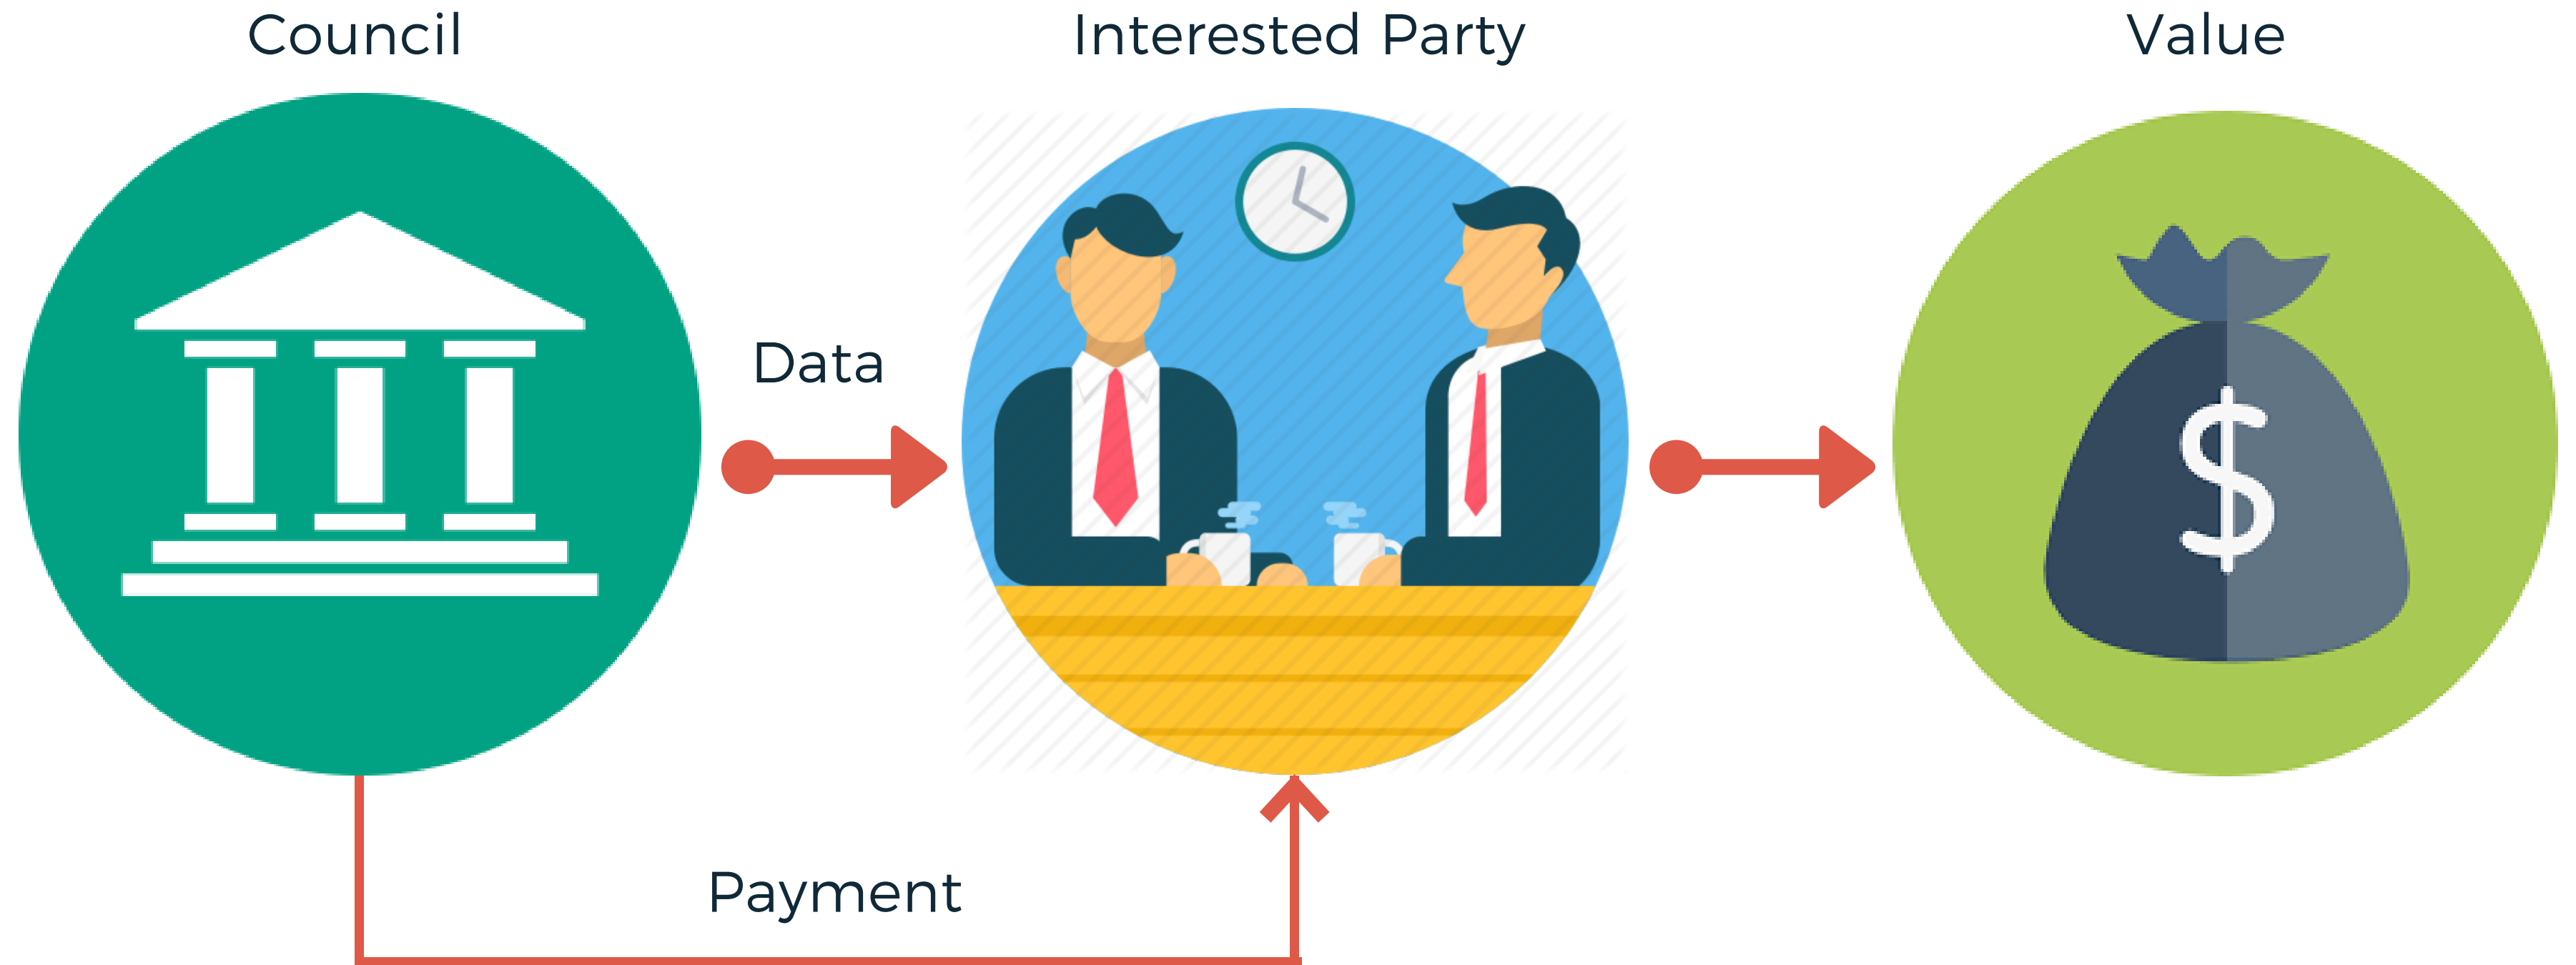 Council
Interested Party
Value
Data
$
Payment